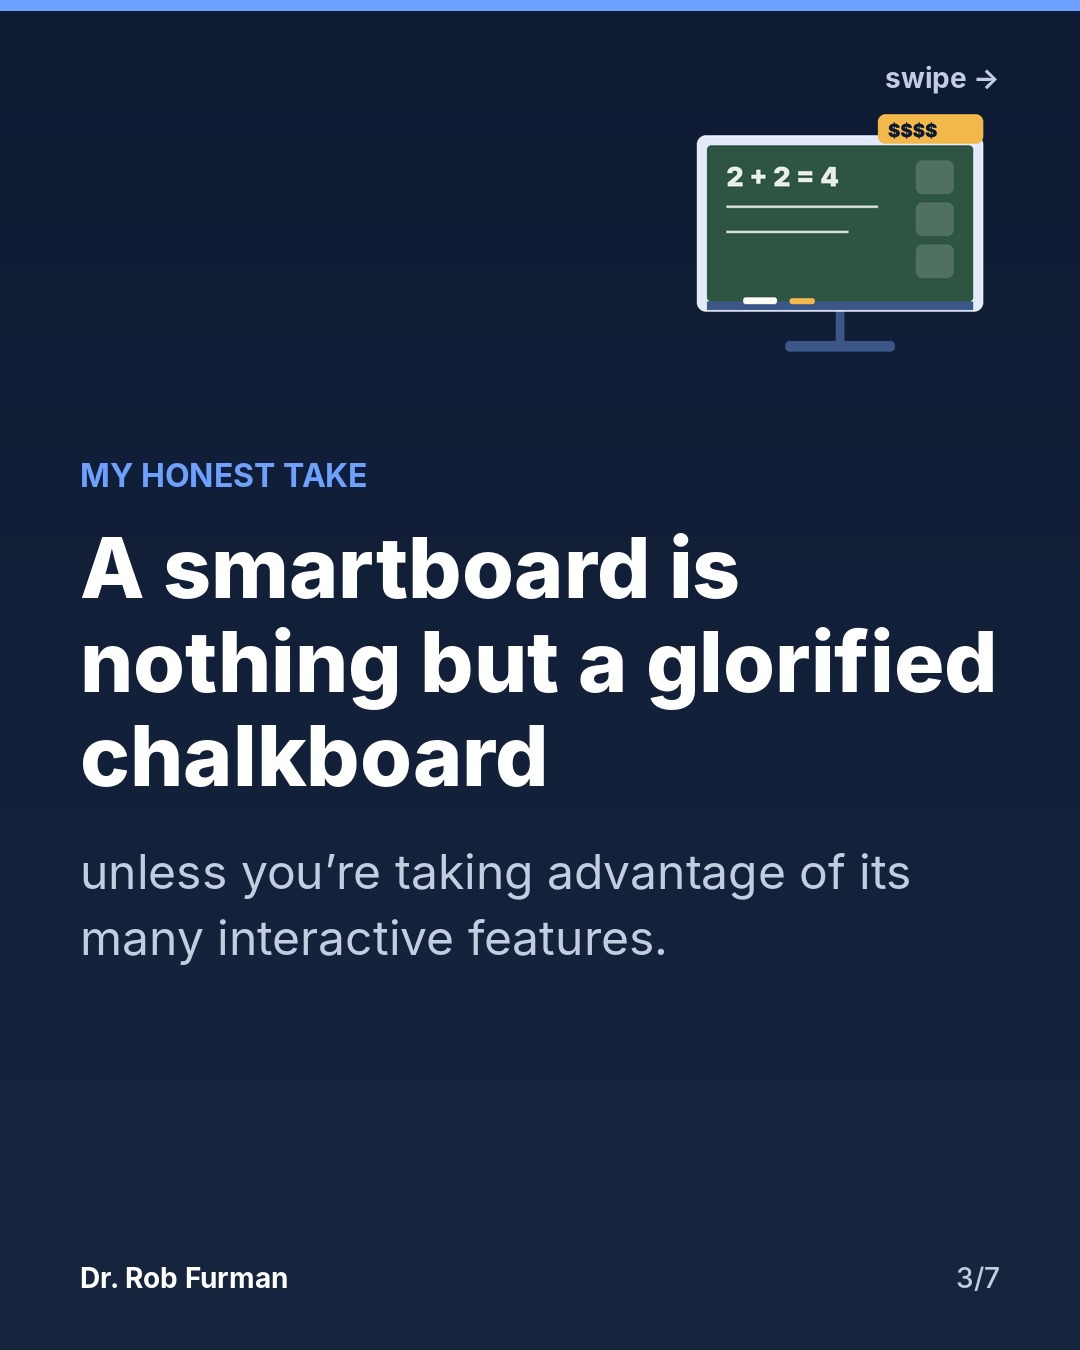 swipe →
$$$$
2 + 2 = 4
MY HONEST TAKE
A smartboard is
nothing but a glorified
chalkboard
unless you’re taking advantage of its
many interactive features.
Dr. Rob Furman
3/7